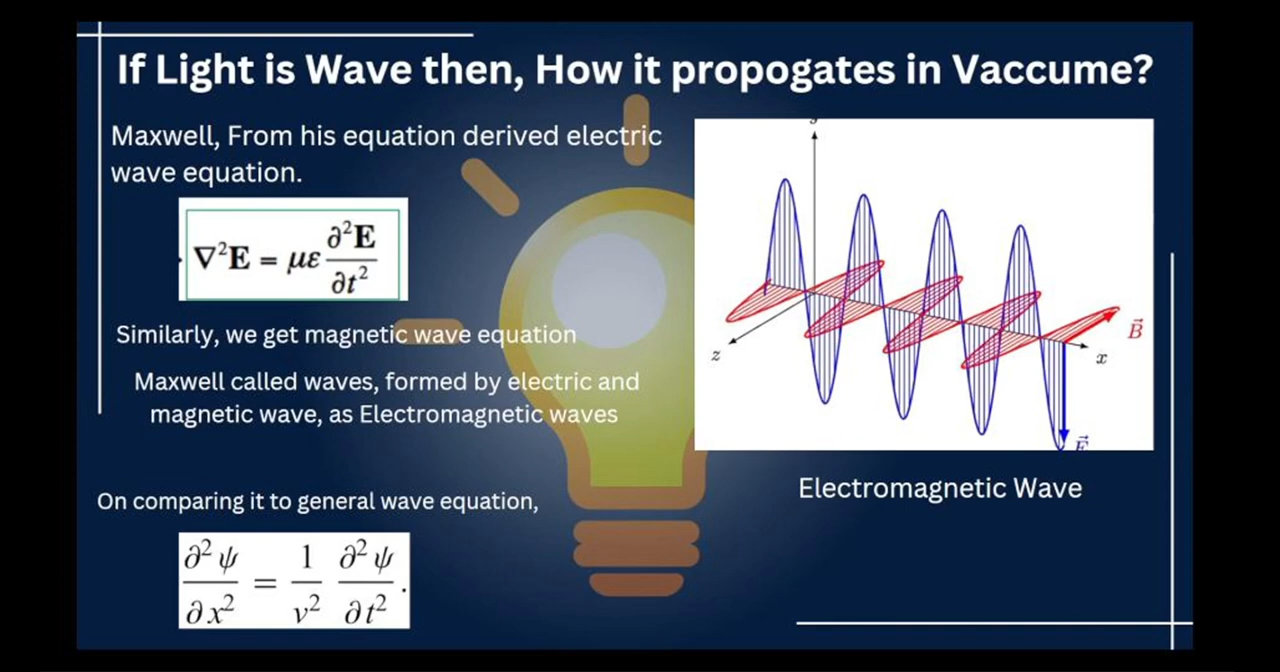 If Light is Wave then, How it propogates in Vaccume?
Maxwell, From his equation derived electric
wave equation.
∇²E = με ∂²E/∂t²
Similarly, we get magnetic wave equation
Maxwell called waves, formed by electric and
magnetic wave, as Electromagnetic waves
On comparing it to general wave equation,
∂²ψ/∂x² = 1/v² ∂²ψ/∂t².
z
x
B⃗
E⃗
Electromagnetic Wave